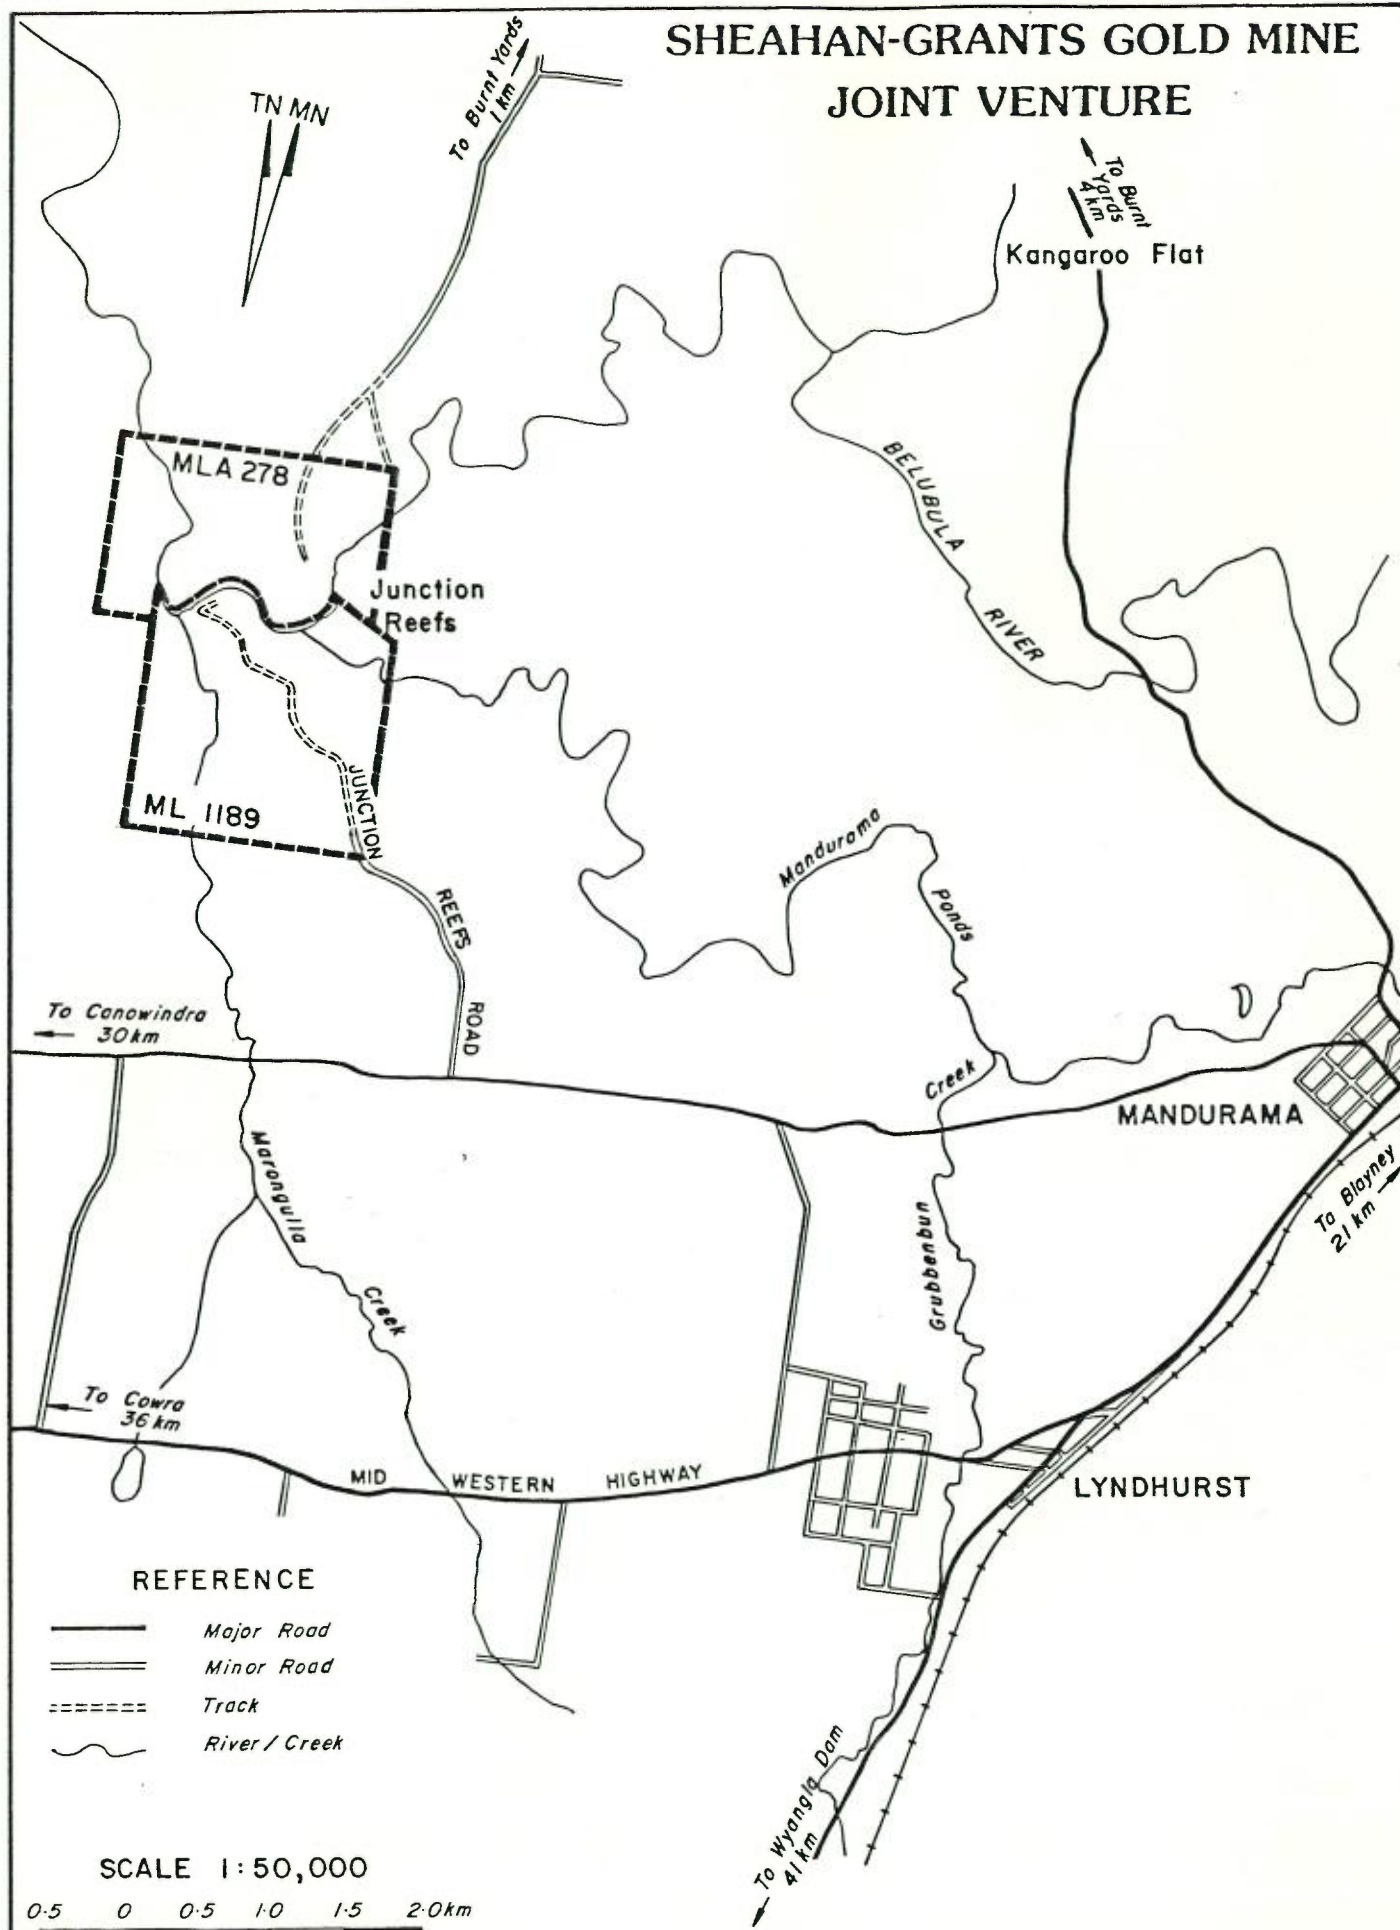 SHEAHAN-GRANTS GOLD MINE
JOINT VENTURE
TN MN
To Burnt Yards
1 km
To Burnt
Yards
4 km
Kangaroo Flat
MLA 278
BELUBULA
RIVER
Junction
Reefs
ML 1189
JUNCTION
REEFS
ROAD
Mandurama
Ponds
Creek
To Canowindra
30 km
MANDURAMA
To Blayney
21 km
Marongulla
Creek
Grubbenbun
To Cowra
36 km
MID WESTERN HIGHWAY
LYNDHURST
REFERENCE
Major Road
Minor Road
Track
River / Creek
To Wyangla Dam
41 km
SCALE 1:50,000
0·5 0 0·5 1·0 1·5 2·0km